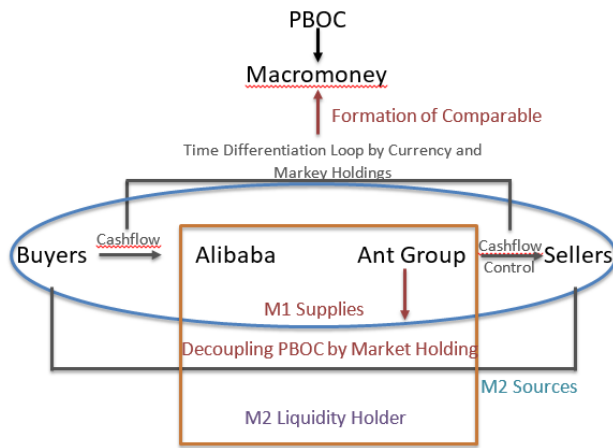 PBOC
Macromoney
Formation of Comparable
Time Differentiation Loop by Currency and
Markey Holdings
Buyers
Cashflow
Alibaba
Ant Group
Cashflow
Control
Sellers
M1 Supplies
Decoupling PBOC by Market Holding
M2 Sources
M2 Liquidity Holder